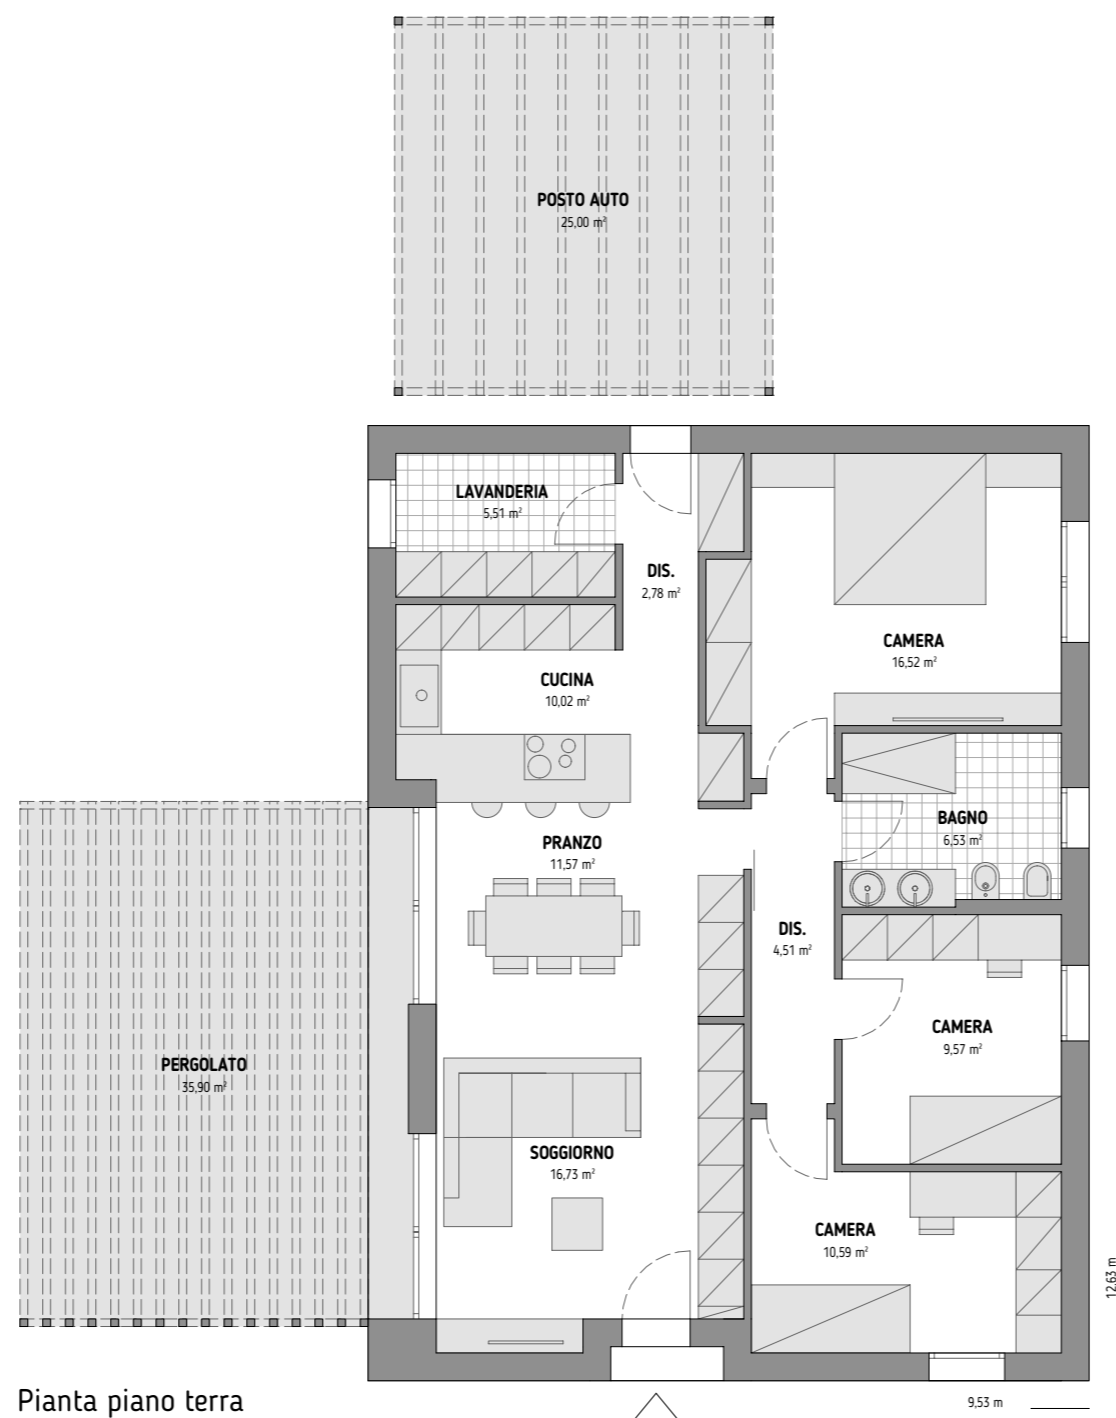 POSTO AUTO
25,00 m²
LAVANDERIA
5,51 m²
DIS.
2,78 m²
CAMERA
16,52 m²
CUCINA
10,02 m²
BAGNO
6,53 m²
PRANZO
11,57 m²
DIS.
4,51 m²
CAMERA
9,57 m²
PERGOLATO
35,90 m²
SOGGIORNO
16,73 m²
CAMERA
10,59 m²
12.63 m
Pianta piano terra
9,53 m